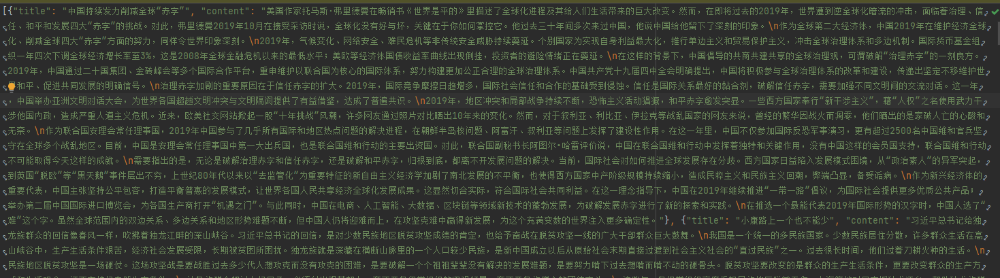 [{"title": "中国持续发力削减全球“赤字”", "content": "美国作家托马斯·弗里德曼在畅销书《世界是平的》里描述了全球化进程及其给人们生活带来的巨大改变。然而，在即将过去的2019年，世界遭到逆全球化暗流的冲击，面临着治理、信
任、和平和发展四大“赤字”的挑战。对此，弗里德曼2019年10月在接受采访时说，全球化没有好与坏，关键在于你如何掌控它。他过去三十年间多次来过中国，他说中国给他留下了深刻的印象。\n作为全球第二大经济体，中国2019年在维护经济全球
化、削减全球四大“赤字”方面的努力，同样令世界印象深刻。\n2019年，气候变化、网络安全、难民危机等非传统安全威胁持续蔓延。个别国家为实现自身利益最大化，推行单边主义和贸易保护主义，冲击全球治理体系和多边机制。国际货币基金组
织一年四次下调全球经济增长率至3%，这是2008年全球金融危机以来的最低水平；美欧等经济体国债收益率曲线出现倒挂，投资者的避险情绪正在蔓延。\n在这样的背景下，中国倡导的共商共建共享的全球治理观，可谓破解“治理赤字”的一剂良方。
2019年，中国通过二十国集团、金砖峰会等多个国际合作平台，重申维护以联合国为核心的国际体系，努力构建更加公正合理的全球治理体系。中国共产党十九届四中全会明确提出，中国将积极参与全球治理体系的改革和建设，传递出坚定不移维护世
和平、促进共同发展的明确信号。\n治理赤字加剧的重要原因在于信任赤字的扩大。2019年，国际竞争摩擦日趋增多，国际社会信任和合作的基础受到侵蚀。信任是国际关系最好的黏合剂，破解信任赤字，需要加强不同文明间的交流对话。这一年
，中国举办亚洲文明对话大会，为世界各国超越文明冲突与文明隔阂提供了有益借鉴，达成了普遍共识。\n2019年，地区冲突和局部战争持续不断，恐怖主义活动猖獗，和平赤字愈发突显。一些西方国家奉行“新干涉主义”，藉“人权”之名使用武力干
涉他国内政，造成严重人道主义危机。近来，欧美社交网站掀起一股“十年挑战”风潮，许多网友通过照片对比晒出10年来的变化。然而，对于叙利亚、利比亚、伊拉克等战乱国家的网友来说，曾经的繁华因战火而凋零，他们晒出的是家破人亡的心酸和
无奈。\n作为联合国安理会常任理事国，2019年中国参与了几乎所有国际和地区热点问题的解决进程，在朝鲜半岛核问题、阿富汗、叙利亚等问题上发挥了建设性作用。在这一年里，中国不仅参加国际反恐军事演习，更有超过2500名中国维和官兵坚
守在全球多个战乱地区。目前，中国是安理会常任理事国中第一大出兵国，也是联合国维和行动的主要出资国。对此，联合国副秘书长阿图尔·哈雷评价说，中国在联合国维和行动中发挥着独特和关键作用，没有中国这样的会员国支持，联合国维和行动
不可能取得今天这样的成就。\n需要指出的是，无论是破解治理赤字和信任赤字，还是破解和平赤字，归根到底，都离不开发展问题的解决。当前，国际社会对如何推进全球发展存在分歧。西方国家日益陷入发展模式困境，从“政治素人”的异军突起，
到英国“脱欧”等“黑天鹅”事件层出不穷，上世纪80年代以来以“去监管化”为重要特征的新自由主义经济学加剧了南北发展的不平衡，也使得西方国家中产阶级规模持续缩小，造成民粹主义和民族主义回潮，弊端凸显，备受诟病。\n作为新兴经济体的
重要代表，中国主张坚持公平包容，打造平衡普惠的发展模式，让世界各国人民共享经济全球化发展成果。这显然切合实际，符合国际社会共同利益。在这一理念指导下，中国在2019年继续推进“一带一路”倡议，为国际社会提供更多优质公共产品；
举办第二届中国国际进口博览会，为各国生产商打开“机遇之门”。与此同时，中国在电商、人工智能、大数据、区块链等领域新技术的蓬勃发展，为破解发展赤字进行了新的探索和实践。\n在推选一个最能代表2019年国际形势的汉字时，中国人选了“
难”这个字。虽然全球范围内的双边关系、多边关系和地区形势难题不断，但中国人仍将迎难而上，在攻坚克难中赢得新发展，为这个充满变数的世界注入更多确定性。"}, {"title": "小康路上一个也不能少", "content": "习近平总书记给独
龙族群众的回信像春风一样，吹拂着独龙江畔的深山峡谷。习近平总书记的回信，是对少数民族地区脱贫攻坚成绩的肯定，也给予奋战在脱贫攻坚一线的广大干部群众巨大鼓舞。\n我国是一个统一的多民族国家。少数民族居住分散，许多群众生活在高
山峡谷中，生产生活条件艰苦，经济社会发展受限，长期被贫困所困扰。独龙族就是深藏在横断山脉里的一个人口较少民族，是新中国成立以后从原始社会末期直接过渡到社会主义社会的“直过民族”之一。过去很长时间，他们过着刀耕火种的生活。\n
民族地区脱贫攻坚是一场硬仗。这场攻坚战是要战胜过去多少代人想攻克而没有攻克的困难，是要破解一个个祖祖辈辈没有解决的发展难题，是要努力啃下过去想啃而啃不动的硬骨头。脱贫攻坚要改变的是群众的生产生活条件，更要改变群众的生产方